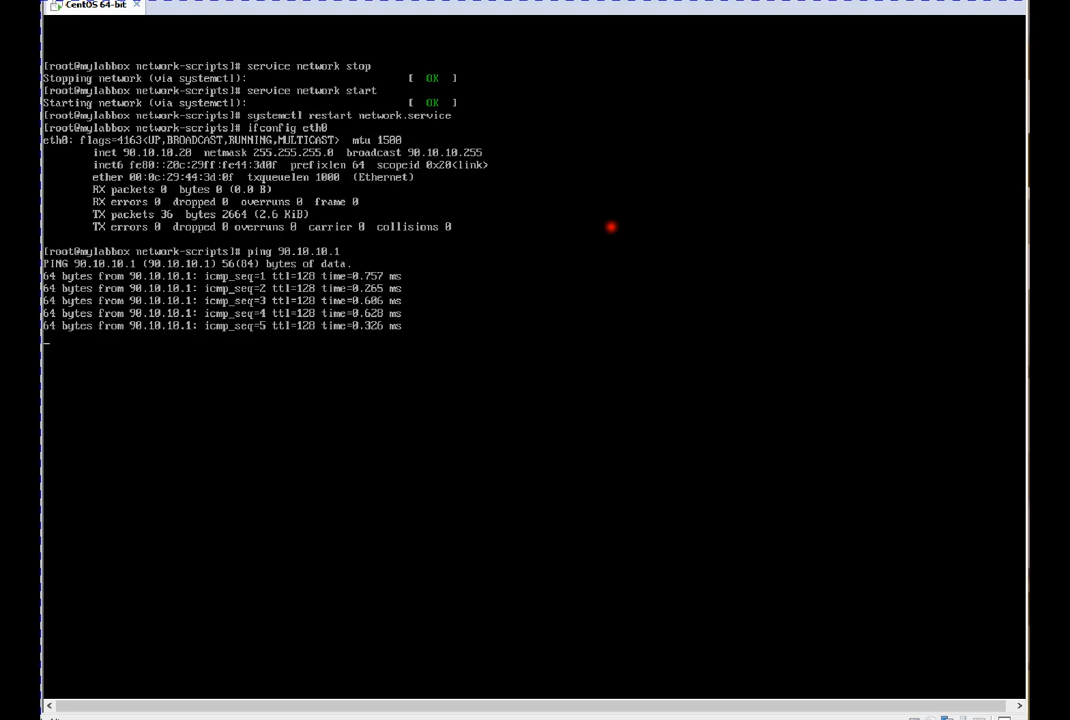 CentOS 64-bit
[root@mylabbox network-scripts]# service network stop
Stopping network (via systemctl): [ OK ]
[root@mylabbox network-scripts]# service network start
Starting network (via systemctl): [ OK ]
[root@mylabbox network-scripts]# systemctl restart network.service
[root@mylabbox network-scripts]# ifconfig eth0
eth0: flags=4163<UP,BROADCAST,RUNNING,MULTICAST> mtu 1500
inet 90.10.10.20 netmask 255.255.255.0 broadcast 90.10.10.255
inet6 fe80::20c:29ff:fe44:3d0f prefixlen 64 scopeid 0x20<link>
ether 00:0c:29:44:3d:0f txqueuelen 1000 (Ethernet)
RX packets 0 bytes 0 (0.0 B)
RX errors 0 dropped 0 overruns 0 frame 0
TX packets 36 bytes 2664 (2.6 KiB)
TX errors 0 dropped 0 overruns 0 carrier 0 collisions 0
[root@mylabbox network-scripts]# ping 90.10.10.1
PING 90.10.10.1 (90.10.10.1) 56(84) bytes of data.
64 bytes from 90.10.10.1: icmp_seq=1 ttl=128 time=0.757 ms
64 bytes from 90.10.10.1: icmp_seq=2 ttl=128 time=0.265 ms
64 bytes from 90.10.10.1: icmp_seq=3 ttl=128 time=0.606 ms
64 bytes from 90.10.10.1: icmp_seq=4 ttl=128 time=0.628 ms
64 bytes from 90.10.10.1: icmp_seq=5 ttl=128 time=0.326 ms